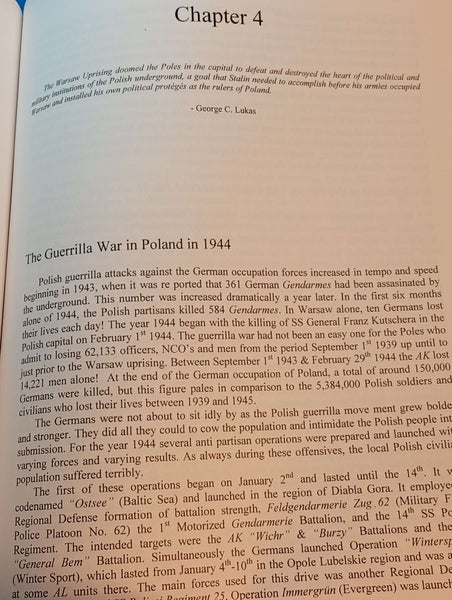 Chapter 4
The Warsaw Uprising doomed the Poles in the capital to defeat and destroyed the heart of the political and
military institutions of the Polish underground, a goal that Stalin needed to accomplish before his armies occupied
Warsaw and installed his own political protégés as the rulers of Poland.
- George C. Lukas
The Guerrilla War in Poland in 1944
Polish guerrilla attacks against the German occupation forces increased in tempo and speed
beginning in 1943, when it was re ported that 361 German Gendarmes had been assasinated by
the underground. This number was increased dramatically a year later. In the first six months
alone of 1944, the Polish partisans killed 584 Gendarmes. In Warsaw alone, ten Germans lost
their lives each day! The year 1944 began with the killing of SS General Franz Kutschera in the
Polish capital on February 1st 1944. The guerrilla war had not been an easy one for the Poles who
admit to losing 62,133 officers, NCO's and men from the period September 1st 1939 up until to
just prior to the Warsaw uprising. Between September 1st 1943 & February 29th 1944 the AK lost
14,221 men alone! At the end of the German occupation of Poland, a total of around 150,000
Germans were killed, but this figure pales in comparison to the 5,384,000 Polish soldiers and
civilians who lost their lives between 1939 and 1945.
The Germans were not about to sit idly by as the Polish guerrilla move ment grew bolder
and stronger. They did all they could to cow the population and intimidate the Polish people int
submission. For the year 1944 several anti partisan operations were prepared and launched wit
varying forces and varying results. As always during these offensives, the local Polish civilia
population suffered terribly.
The first of these operations began on January 2nd and lasted until the 14th. It w
codenamed "Ostsee" (Baltic Sea) and launched in the region of Diabla Gora. It employe
Regional Defense formation of battalion strength, Feldgendarmerie Zug 62 (Military F
Police Platoon No. 62) the 1st Motorized Gendarmerie Battalion, and the 14th SS Po
Regiment. The intended targets were the AK "Wichr" & "Burzy" Battalions and the
"General Bem" Battalion. Simultaneously the Germans launched Operation "Wintersp
(Winter Sport), which lasted from January 4th-10th in the Opole Lubelskie region and was a
at some AL units there. The main forces used for this drive was another Regional De
Regiment 25. Operation Immergrün (Evergreen) was launch